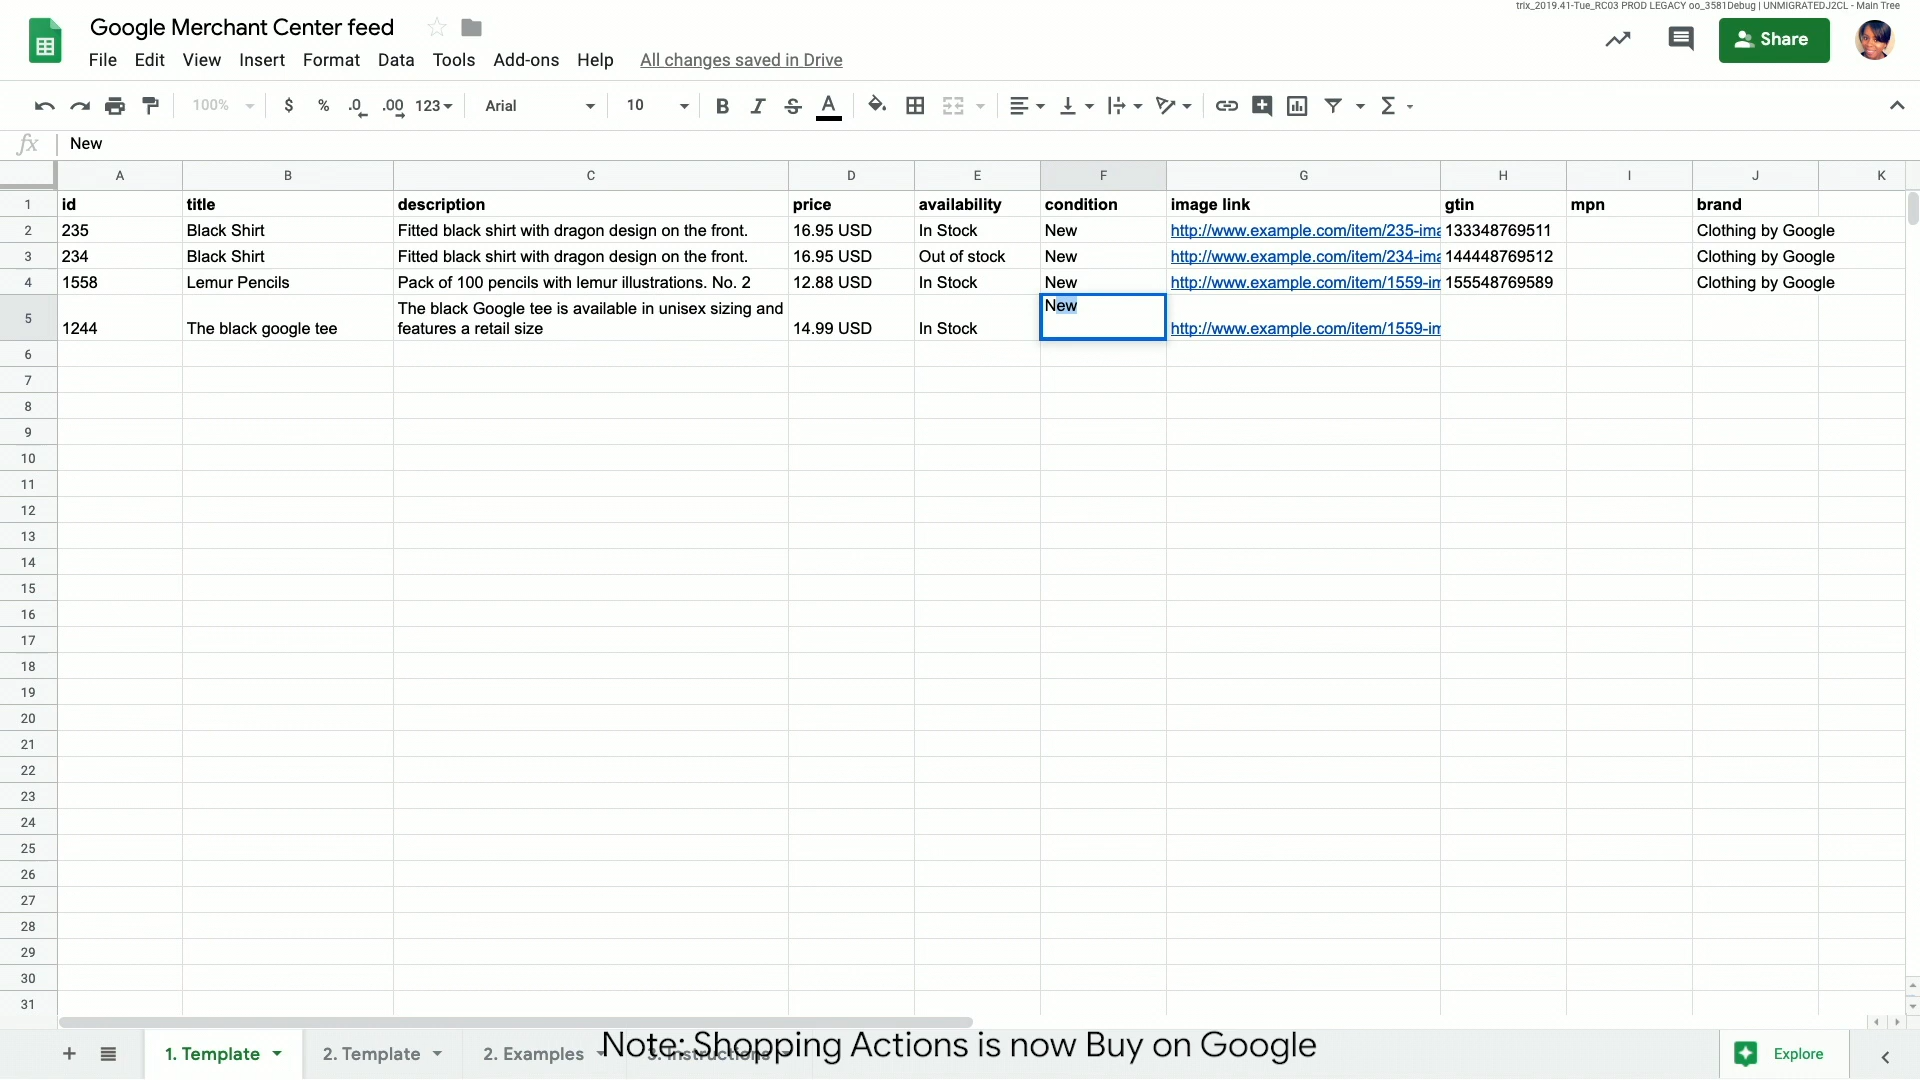 trix_2019.41-Tue_RC03 PROD LEGACY oo_3581Debug | UNMIGRATEDJ2CL - Main Tree
Google Merchant Center feed
File Edit View Insert Format Data Tools Add-ons Help All changes saved in Drive
Share
100% $ % .0 .00 123 Arial 10 B I S A Σ
fx New
A B C D E F G H I J K
1 id title description price availability condition image link gtin mpn brand
2 235 Black Shirt Fitted black shirt with dragon design on the front. 16.95 USD In Stock New http://www.example.com/item/235-ima 133348769511 Clothing by Google
3 234 Black Shirt Fitted black shirt with dragon design on the front. 16.95 USD Out of stock New http://www.example.com/item/234-ima 144448769512 Clothing by Google
4 1558 Lemur Pencils Pack of 100 pencils with lemur illustrations. No. 2 12.88 USD In Stock New http://www.example.com/item/1559-im 155548769589 Clothing by Google
The black Google tee is available in unisex sizing and New
5 1244 The black google tee features a retail size 14.99 USD In Stock http://www.example.com/item/1559-im
6
7
8
9
10
11
12
13
14
15
16
17
18
19
20
21
22
23
24
25
26
27
28
29
30
31
+ 1. Template 2. Template 2. Examples 3. Instructions Explore
Note: Shopping Actions is now Buy on Google